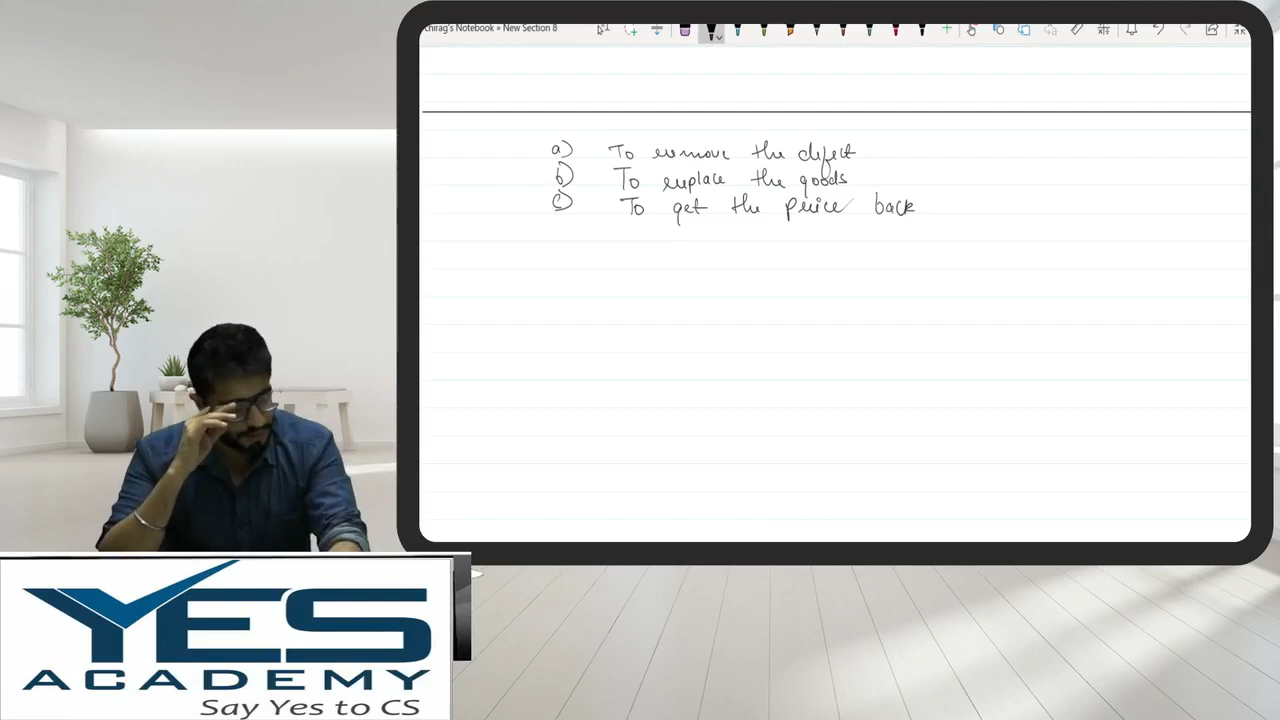 chirag's Notebook » New Section 8
a) To remove the defect
b) To replace the goods
c) To get the price back
YES
ACADEMY
Say Yes to CS